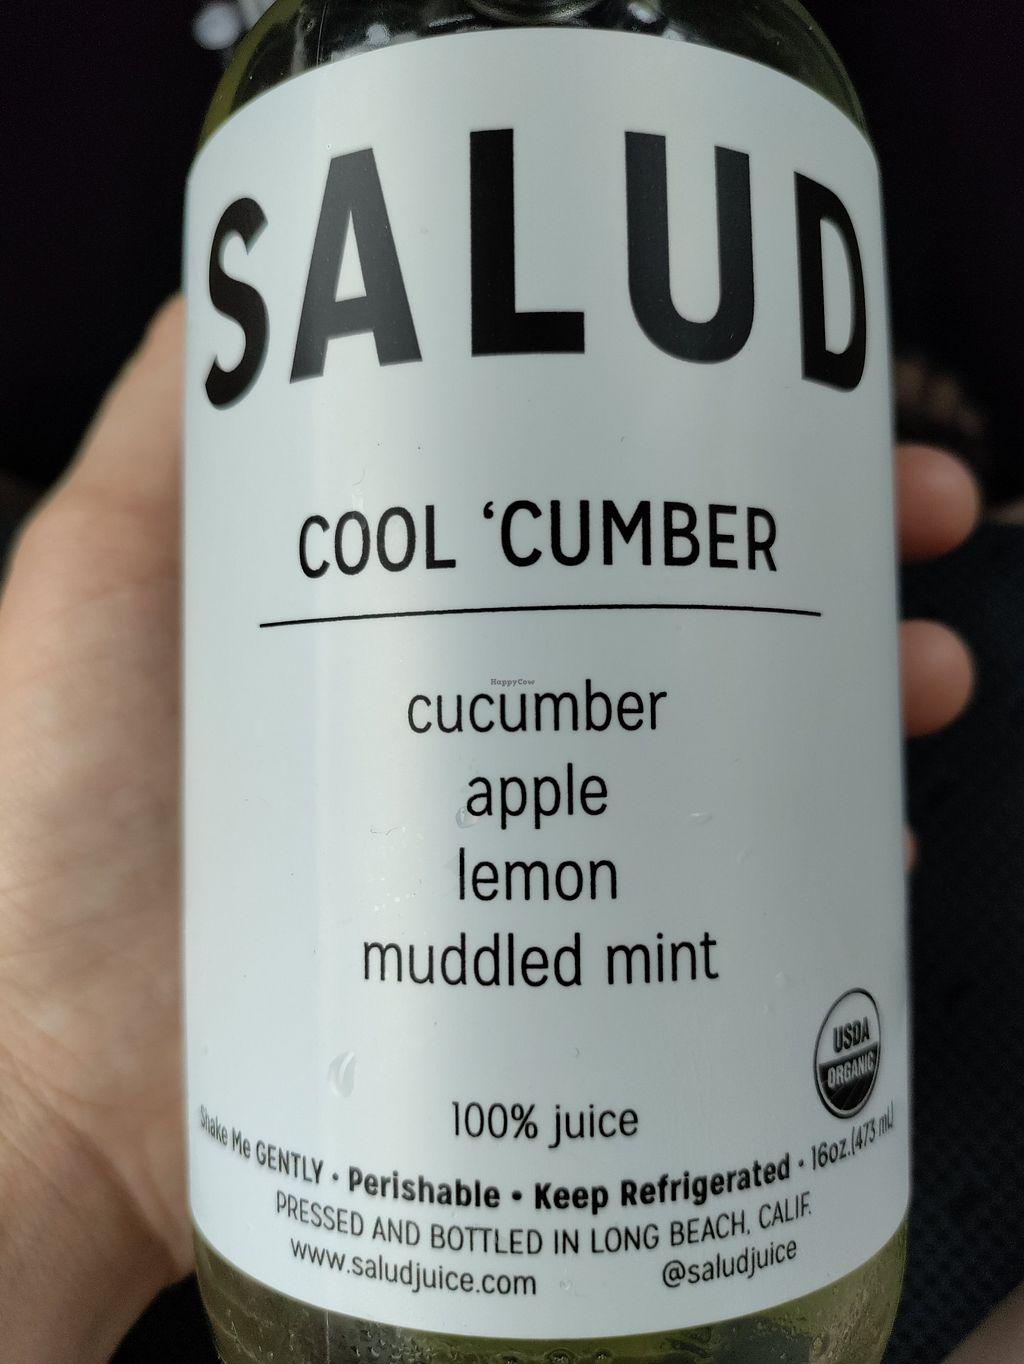 SALUD
COOL ‘CUMBER
HappyCow
cucumber
apple
lemon
muddled mint
USDA
ORGANIC
100% juice
Shake Me GENTLY • Perishable • Keep Refrigerated • 16oz.(473 mL)
PRESSED AND BOTTLED IN LONG BEACH, CALIF.
www.saludjuice.com @saludjuice